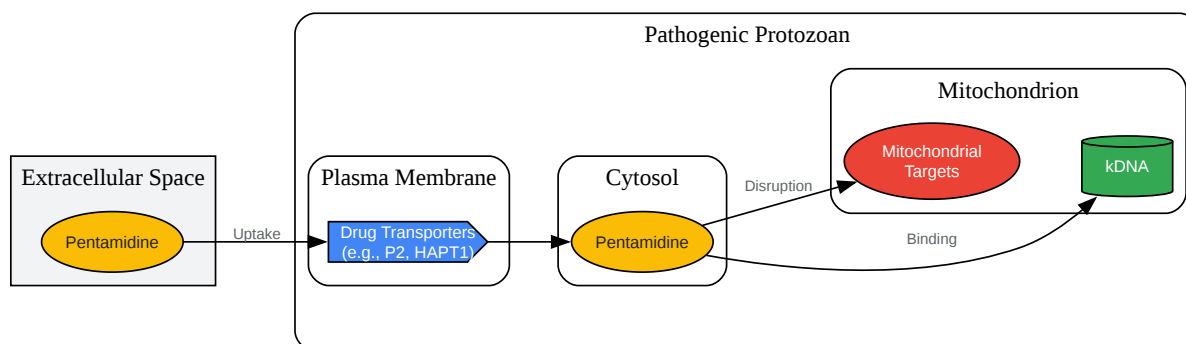 Pathogenic Protozoan
Mitochondrion
Extracellular Space
Plasma Membrane
Cytosol
Mitochondrial
Targets
kDNA
Disruption
Pentamidine
Uptake
Drug Transporters
(e.g., P2, HAPT1)
Pentamidine
Binding